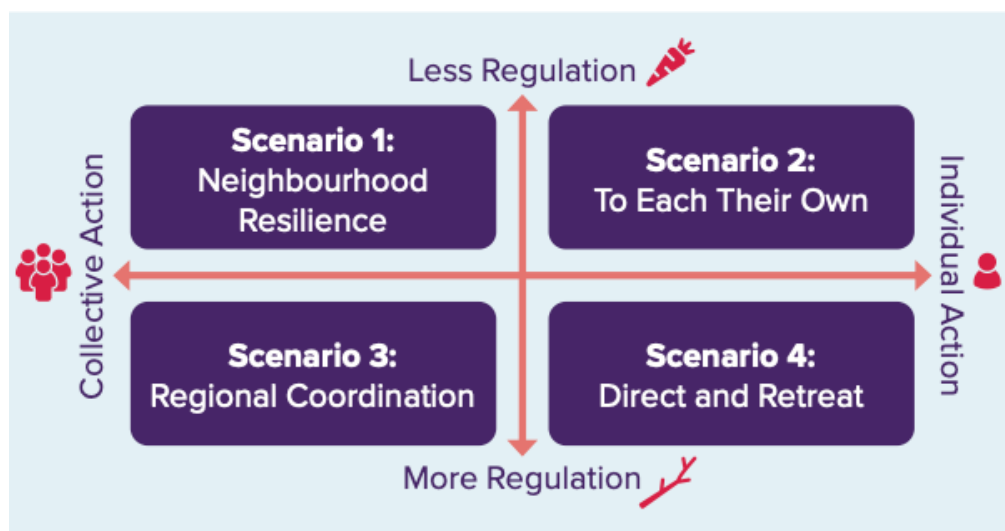 Less Regulation
Scenario 1:
Neighbourhood
Resilience
Scenario 2:
To Each Their Own
Collective Action
Individual Action
Scenario 3:
Regional Coordination
Scenario 4:
Direct and Retreat
More Regulation